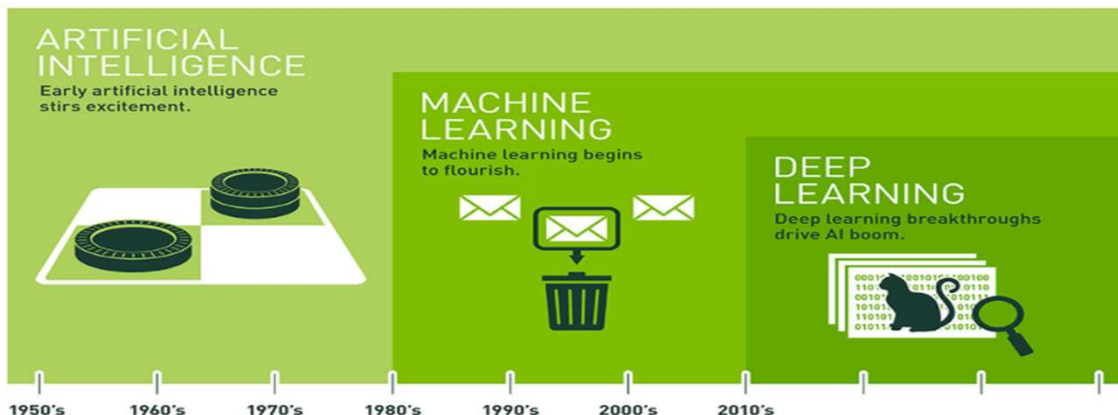 ARTIFICIAL
INTELLIGENCE
Early artificial intelligence
stirs excitement.
MACHINE
LEARNING
Machine learning begins
to flourish.
DEEP
LEARNING
Deep learning breakthroughs
drive AI boom.
1950's 1960's 1970's 1980's 1990's 2000's 2010's